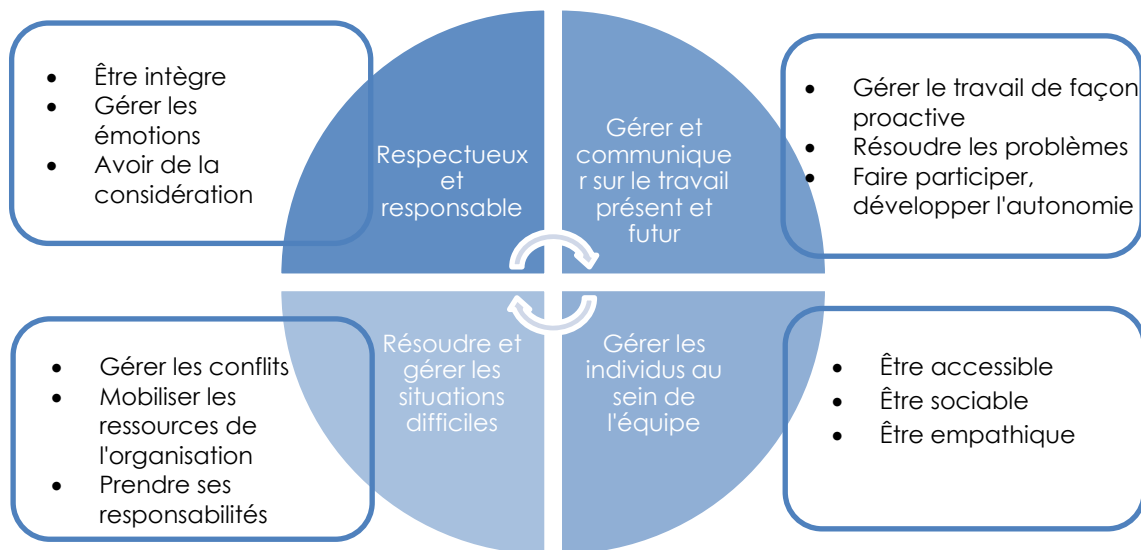 • Être intègre
• Gérer les
émotions
• Avoir de la
considération
Respectueux
et
responsable
Gérer et
communique
r sur le travail
présent et
futur
• Gérer le travail de façon
proactive
• Résoudre les problèmes
• Faire participer,
développer l'autonomie
• Gérer les conflits
• Mobiliser les
ressources de
l'organisation
• Prendre ses
responsabilités
Résoudre et
gérer les
situations
difficiles
Gérer les
individus au
sein de
l'équipe
• Être accessible
• Être sociable
• Être empathique